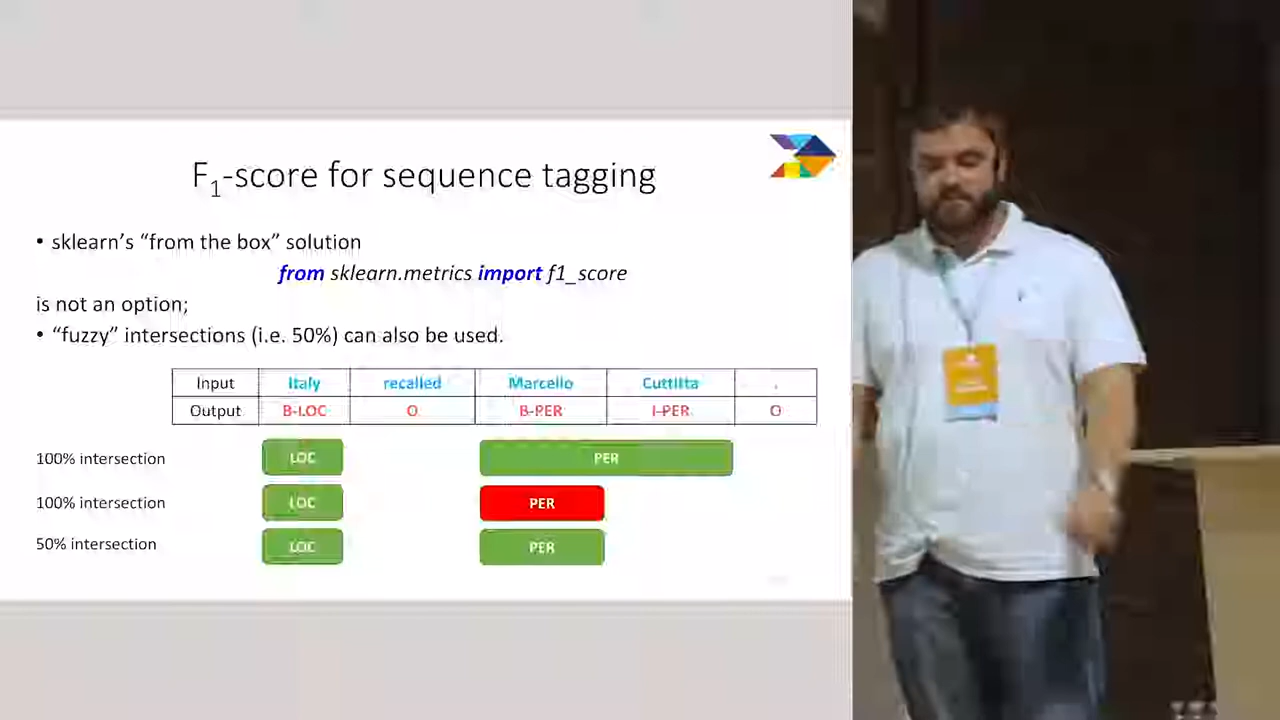 F1-score for sequence tagging
• sklearn's "from the box" solution
from sklearn.metrics import f1_score
is not an option;
• "fuzzy" intersections (i.e. 50%) can also be used.
Input Italy recalled Marcello Cuttitta .
Output B-LOC O B-PER I-PER O
100% intersection LOC PER
100% intersection LOC PER
50% intersection LOC PER